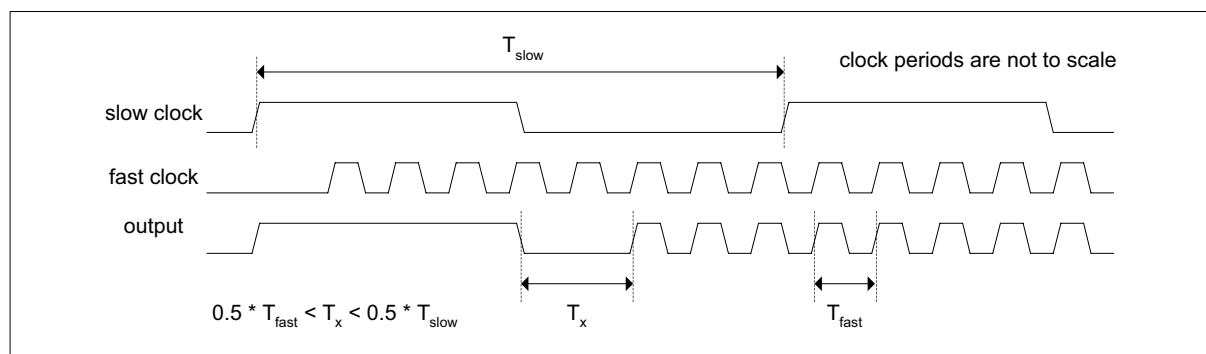 T_slow
clock periods are not to scale
slow clock
fast clock
output
0.5 * T_fast < T_x < 0.5 * T_slow
T_x
T_fast